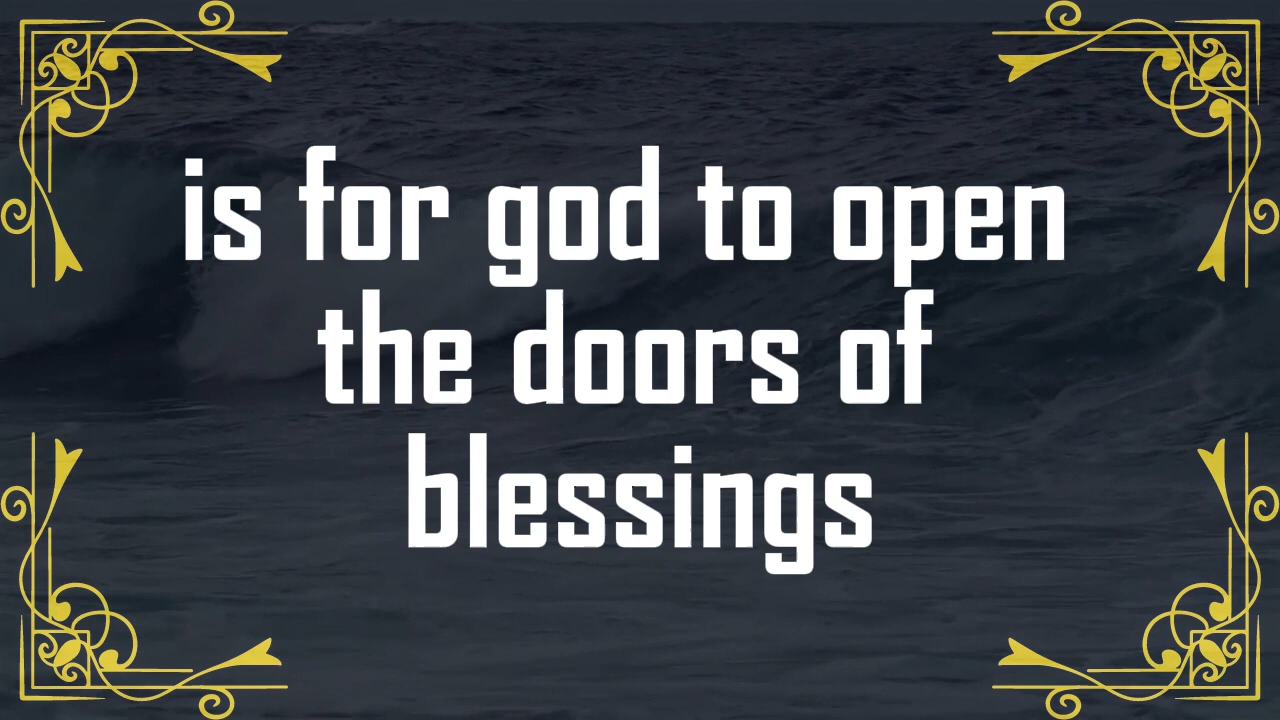 is for god to open
the doors of
blessings